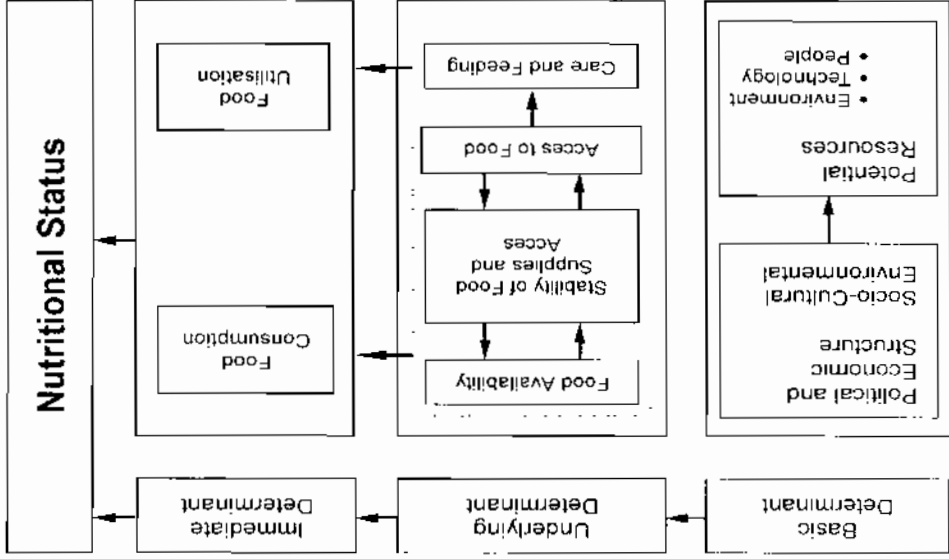 Basic
Determinant
Underlying
Determinant
Immediate
Determinant
Political and
Economic
Structure
Socio-Cultural
Environmental
Potential
Resources
• Environment
• Technology
• People
Food Availability
Stability of Food
Supplies and
Acces
Acces to Food
Care and Feeding
Food
Consumption
Food
Utilisation
Nutritional Status